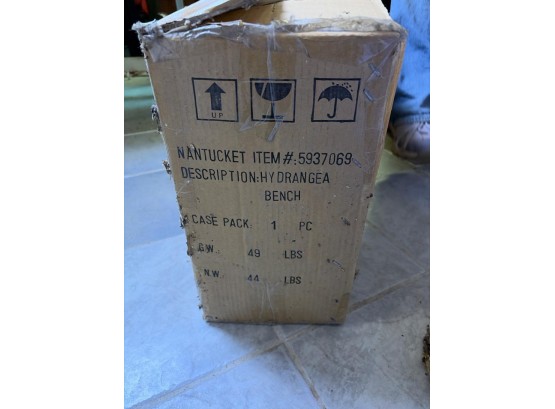 UP
NANTUCKET ITEM#:5937069
DESCRIPTION:HYDRANGEA
BENCH
CASE PACK 1 PC
G.W. 49 LBS
N.W. 44 LBS